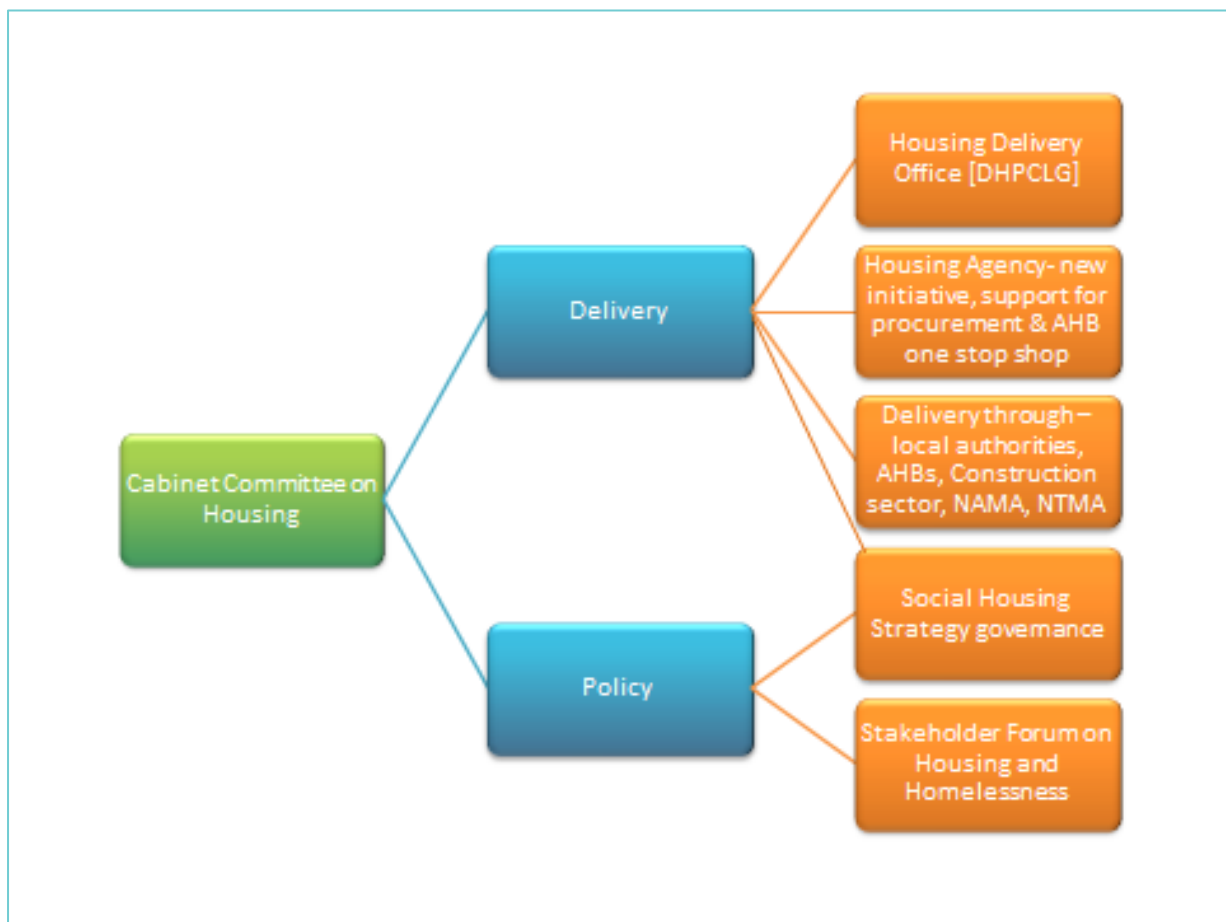 Housing Delivery
Office [DHPCLG]
Housing Agency- new
initiative, support for
procurement & AHB
one stop shop
Delivery
Delivery through –
local authorities,
AHBs, Construction
sector, NAMA, NTMA
Cabinet Committee on
Housing
Social Housing
Strategy governance
Policy
Stakeholder Forum on
Housing and
Homelessness